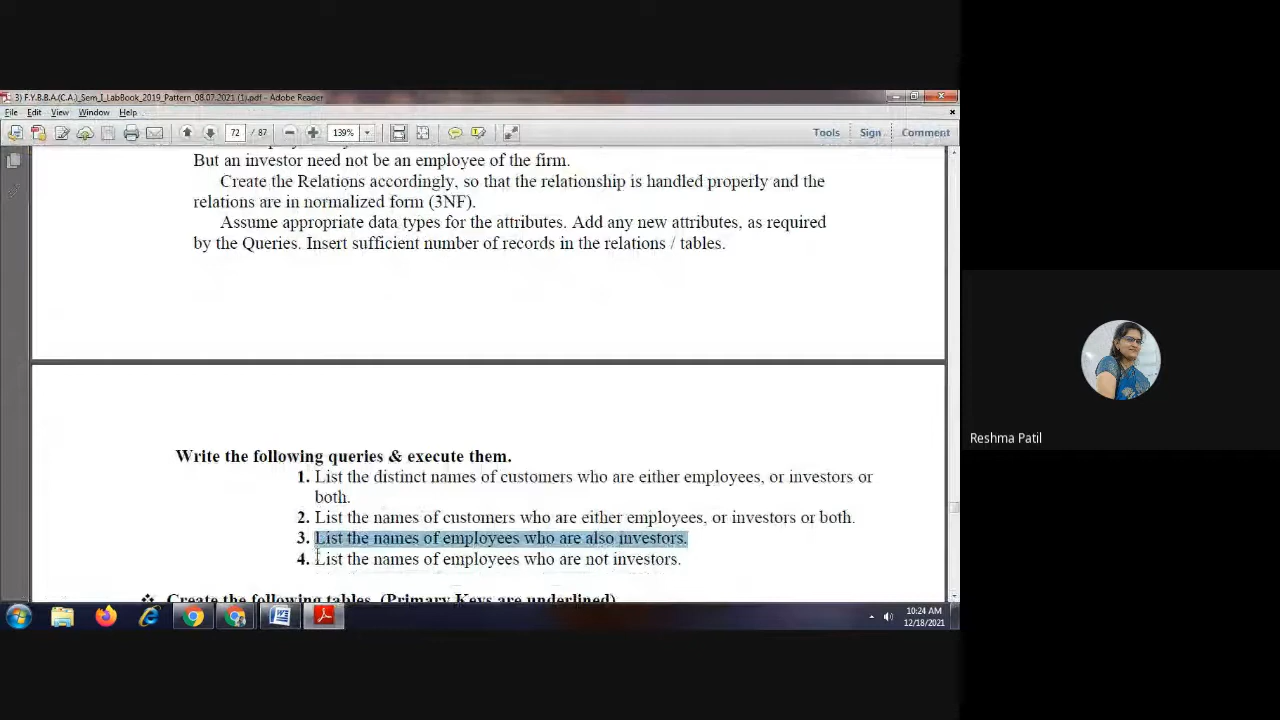 3) F.Y.B.B.A.(C.A.)_Sem_I_LabBook_2019_Pattern_08.07.2021 (1).pdf - Adobe Reader
File Edit View Window Help
72 / 87 139% Tools Sign Comment
But an investor need not be an employee of the firm.
Create the Relations accordingly, so that the relationship is handled properly and the
relations are in normalized form (3NF).
Assume appropriate data types for the attributes. Add any new attributes, as required
by the Queries. Insert sufficient number of records in the relations / tables.
Reshma Patil
Write the following queries & execute them.
1. List the distinct names of customers who are either employees, or investors or
both.
2. List the names of customers who are either employees, or investors or both.
3. List the names of employees who are also investors.
4. List the names of employees who are not investors.
❖ Create the following tables. (Primary Keys are underlined)
10:24 AM
12/18/2021